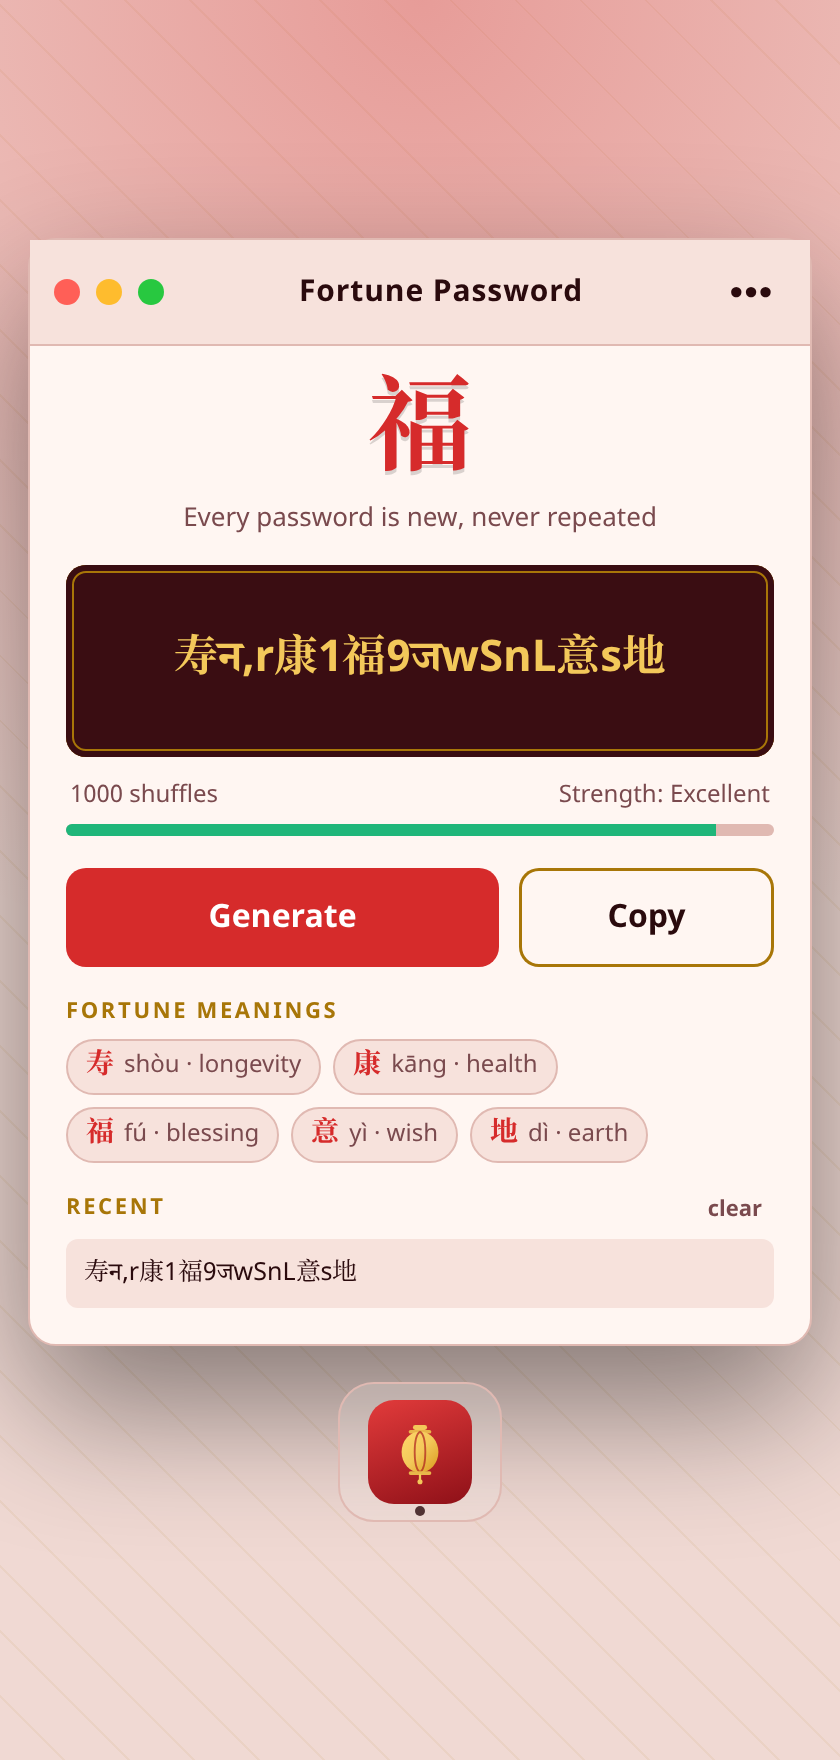 Fortune Password
福
Every password is new, never repeated
寿न,r康1福9जwSnL意s地
1000 shuffles
Strength: Excellent
Generate
Copy
FORTUNE MEANINGS
寿 shòu · longevity
康 kāng · health
福 fú · blessing
意 yì · wish
地 dì · earth
RECENT
clear
寿न,r康1福9जwSnL意s地